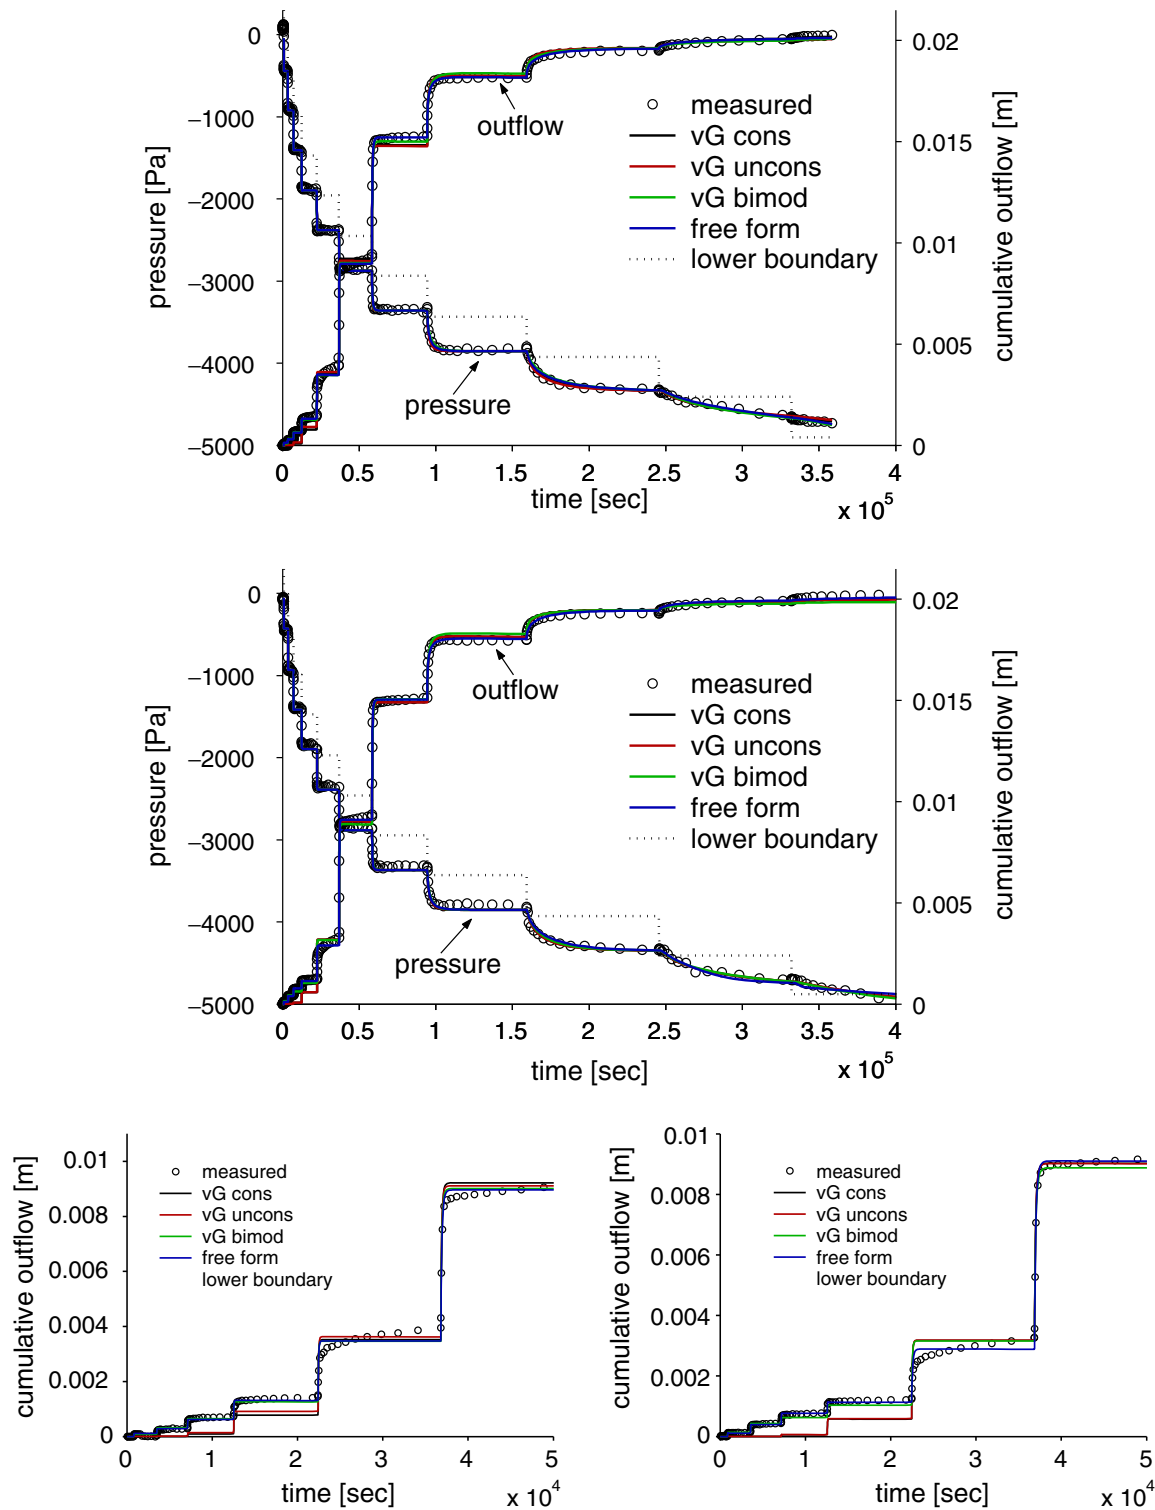 0
−1000
−2000
−3000
−4000
−5000
pressure [Pa]
0.02
0.015
0.01
0.005
0
cumulative outflow [m]
outflow
pressure
measured
vG cons
vG uncons
vG bimod
free form
lower boundary
0 0.5 1 1.5 2 2.5 3 3.5 4
time [sec]
x 10⁵
0
−1000
−2000
−3000
−4000
−5000
pressure [Pa]
0.02
0.015
0.01
0.005
0
cumulative outflow [m]
outflow
pressure
measured
vG cons
vG uncons
vG bimod
free form
lower boundary
0 0.5 1 1.5 2 2.5 3 3.5 4
time [sec]
x 10⁵
0.01
0.008
0.006
0.004
0.002
0
cumulative outflow [m]
measured
vG cons
vG uncons
vG bimod
free form
lower boundary
0 1 2 3 4 5
time [sec]
x 10⁴
0.01
0.008
0.006
0.004
0.002
0
cumulative outflow [m]
measured
vG cons
vG uncons
vG bimod
free form
lower boundary
0 1 2 3 4 5
time [sec]
x 10⁴